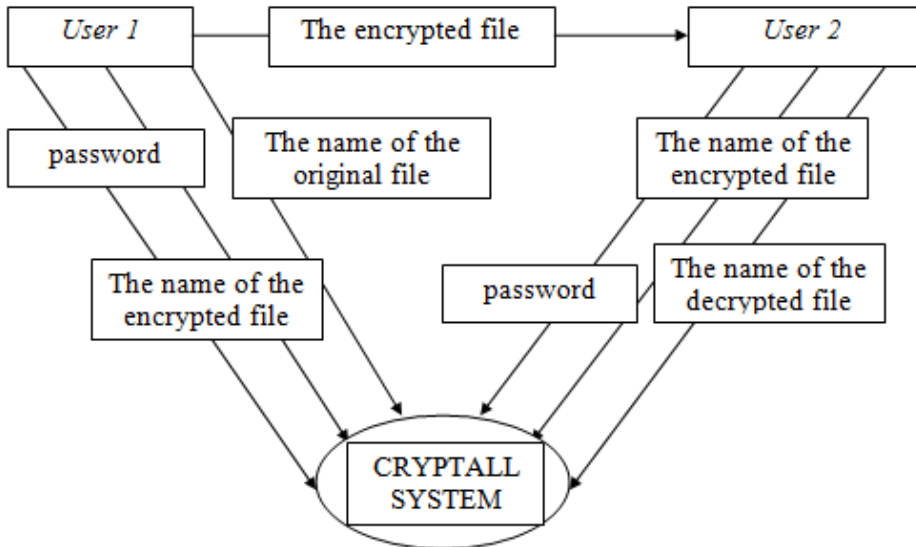 User 1
The encrypted file
User 2
password
The name of the
original file
The name of the
encrypted file
The name of the
encrypted file
password
The name of the
decrypted file
CRYPTALL
SYSTEM